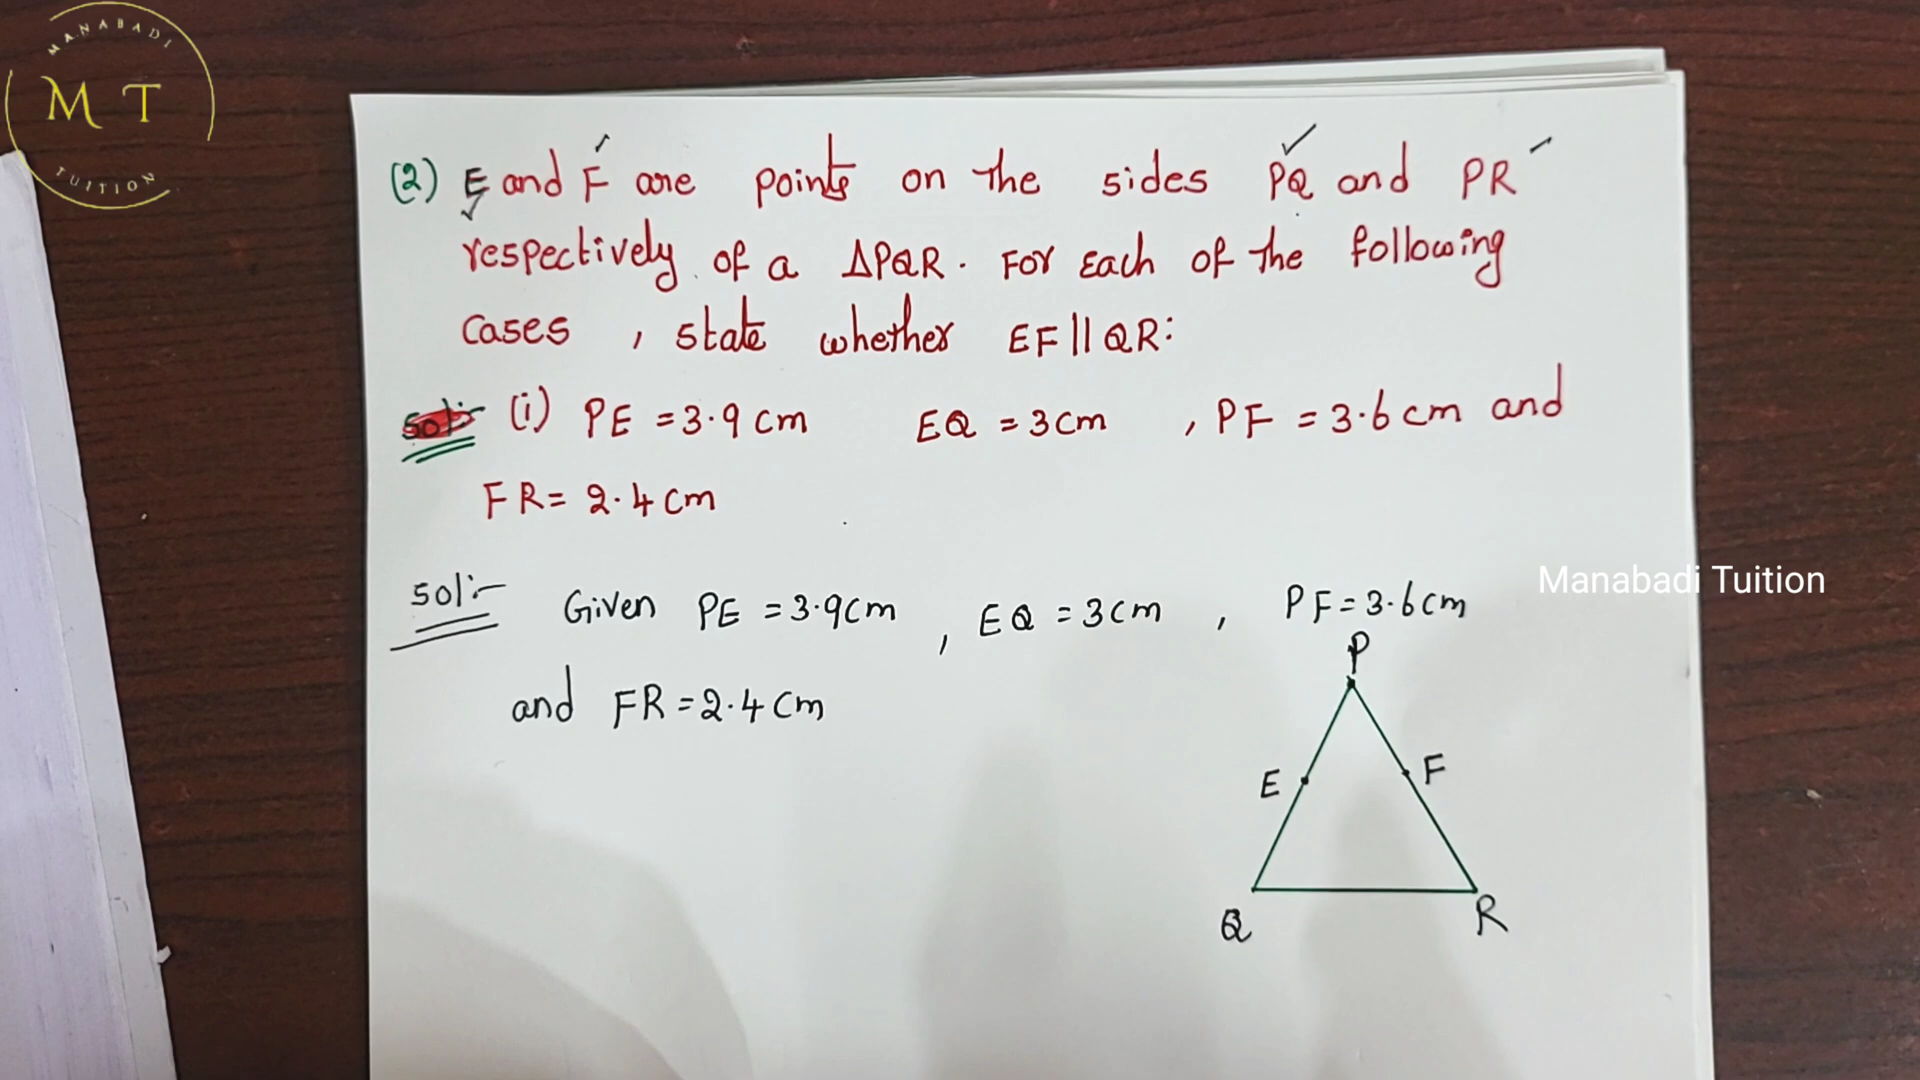 MANABADI
MT
TUITION
(2) E and F are points on the sides PQ and PR
respectively of a ΔPQR. For each of the following
cases, state whether EF || QR:
Sol:- (i) PE = 3.9 cm EQ = 3cm , PF = 3.6 cm and
FR = 2.4 cm
Sol:- Given PE = 3.9cm , EQ = 3cm , PF = 3.6cm
and FR = 2.4 cm
Manabadi Tuition
P
E F
Q R